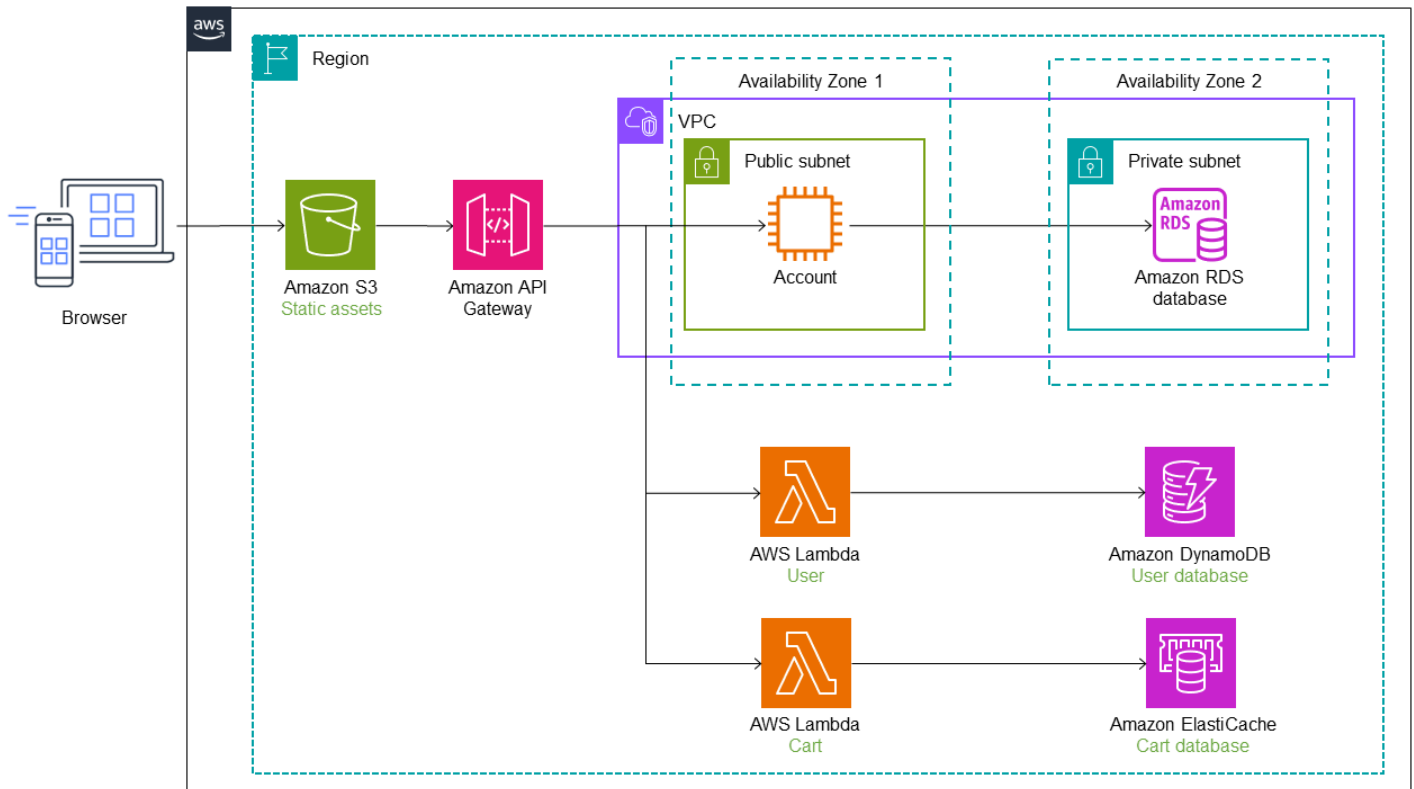 aws
Region
Availability Zone 1
Availability Zone 2
VPC
Public subnet
Private subnet
Amazon
RDS
</>
Account
Amazon RDS
database
Amazon S3
Static assets
Amazon API
Gateway
Browser
AWS Lambda
User
Amazon DynamoDB
User database
AWS Lambda
Cart
Amazon ElastiCache
Cart database